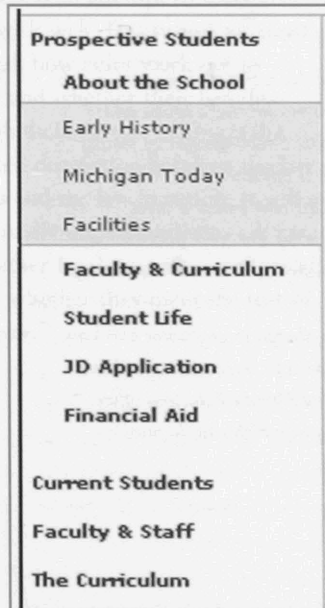 Prospective Students
About the School
Early History
Michigan Today
Facilities
Faculty & Curriculum
Student Life
JD Application
Financial Aid
Current Students
Faculty & Staff
The Curriculum